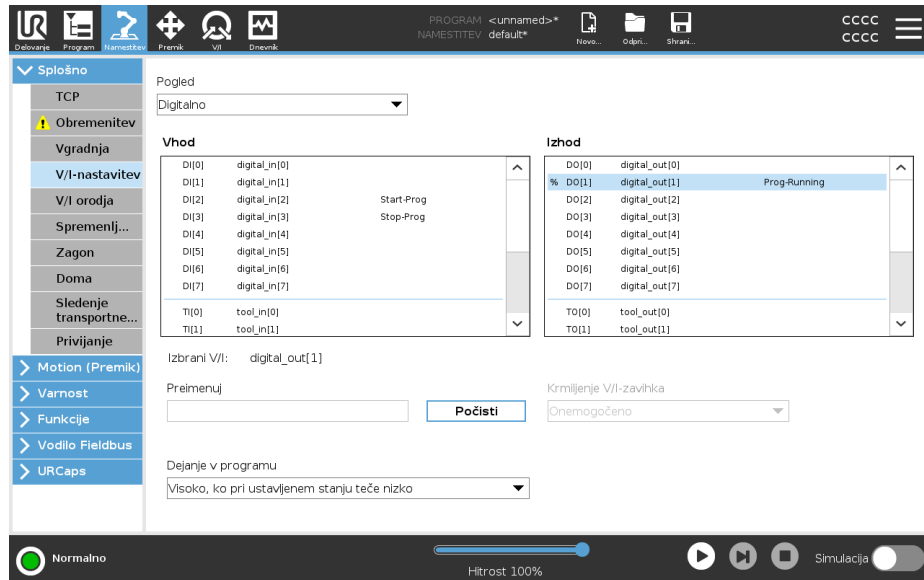 UR
Delovanje
Program
Namestitev
Premik
V/I
Dnevnik
PROGRAM <unnamed>*
NAMESTITEV default*
Novo...
Odpri...
Shrani...
CCCC
CCCC
Splošno
TCP
Obremenitev
Vgradnja
V/I-nastavitev
V/I orodja
Spremenlj...
Zagon
Doma
Sledenje
transportne...
Privijanje
Motion (Premik)
Varnost
Funkcije
Vodilo Fieldbus
URCaps
Pogled
Digitalno
Vhod
DI[0] digital_in[0]
DI[1] digital_in[1]
DI[2] digital_in[2] Start-Prog
DI[3] digital_in[3] Stop-Prog
DI[4] digital_in[4]
DI[5] digital_in[5]
DI[6] digital_in[6]
DI[7] digital_in[7]
TI[0] tool_in[0]
TI[1] tool_in[1]
Izhod
DO[0] digital_out[0]
% DO[1] digital_out[1] Prog-Running
DO[2] digital_out[2]
DO[3] digital_out[3]
DO[4] digital_out[4]
DO[5] digital_out[5]
DO[6] digital_out[6]
DO[7] digital_out[7]
TO[0] tool_out[0]
TO[1] tool_out[1]
Izbrani V/I: digital_out[1]
Preimenuj
Počisti
Krmiljenje V/I-zavihka
Onemogočeno
Dejanje v programu
Visoko, ko pri ustavljenem stanju teče nizko
Normalno
Hitrost 100%
Simulacija